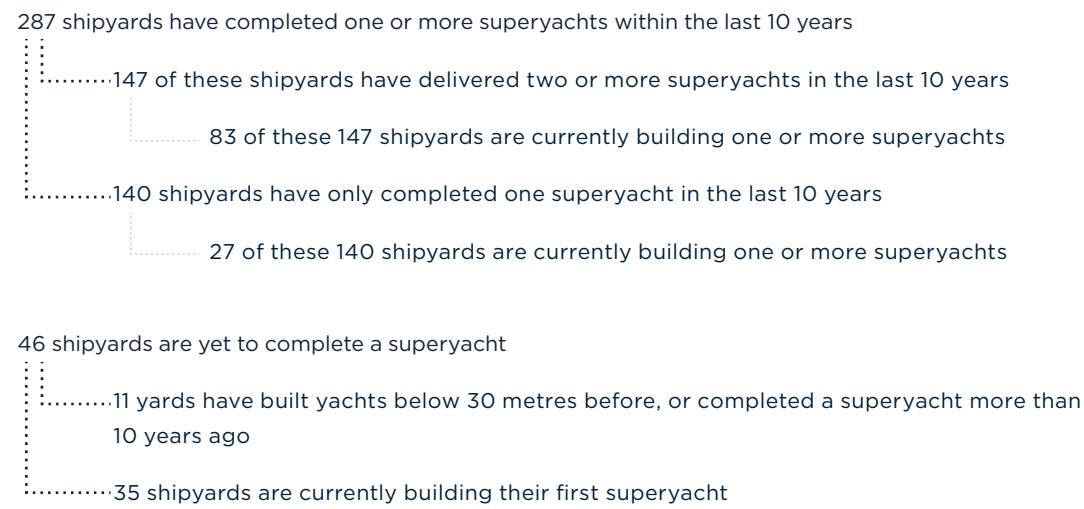 287 shipyards have completed one or more superyachts within the last 10 years
147 of these shipyards have delivered two or more superyachts in the last 10 years
83 of these 147 shipyards are currently building one or more superyachts
140 shipyards have only completed one superyacht in the last 10 years
27 of these 140 shipyards are currently building one or more superyachts
46 shipyards are yet to complete a superyacht
11 yards have built yachts below 30 metres before, or completed a superyacht more than
10 years ago
35 shipyards are currently building their first superyacht